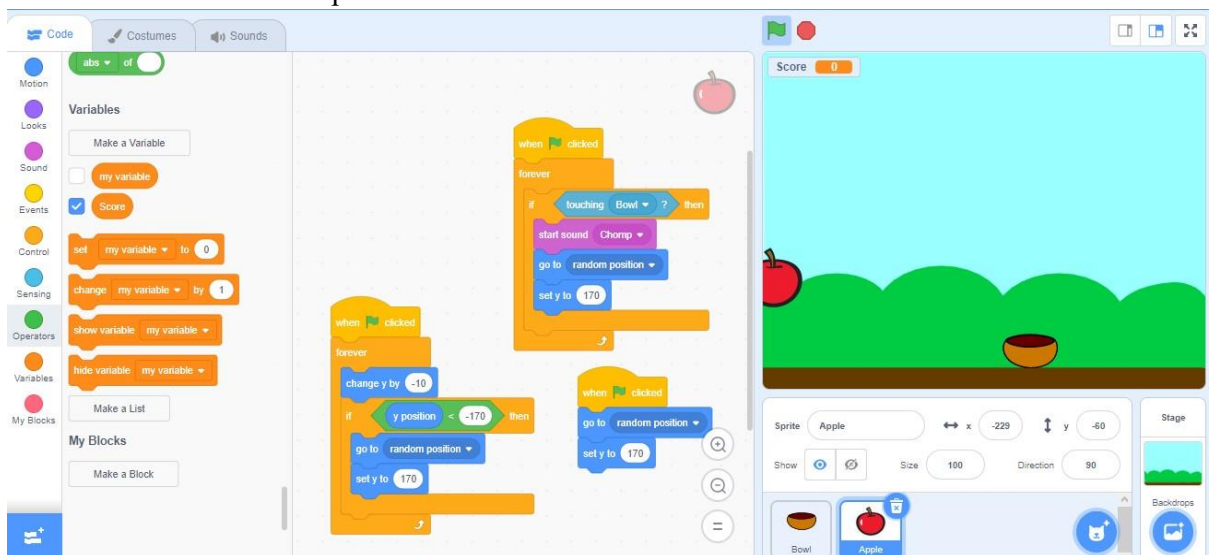 Code Costumes Sounds
Motion
Looks
Sound
Events
Control
Sensing
Operators
Variables
My Blocks
abs of
Variables
Make a Variable
my variable
Score
set my variable to 0
change my variable by 1
show variable my variable
hide variable my variable
Make a List
My Blocks
Make a Block
when clicked
forever
if touching Bowl ? then
start sound Chomp
go to random position
set y to 170
when clicked
forever
change y by -10
if y position < -170 then
go to random position
set y to 170
when clicked
go to random position
set y to 170
=
Score 0
Sprite Apple x -229 y -60
Show Size 100 Direction 90
Bowl
Apple
Stage
Backdrops